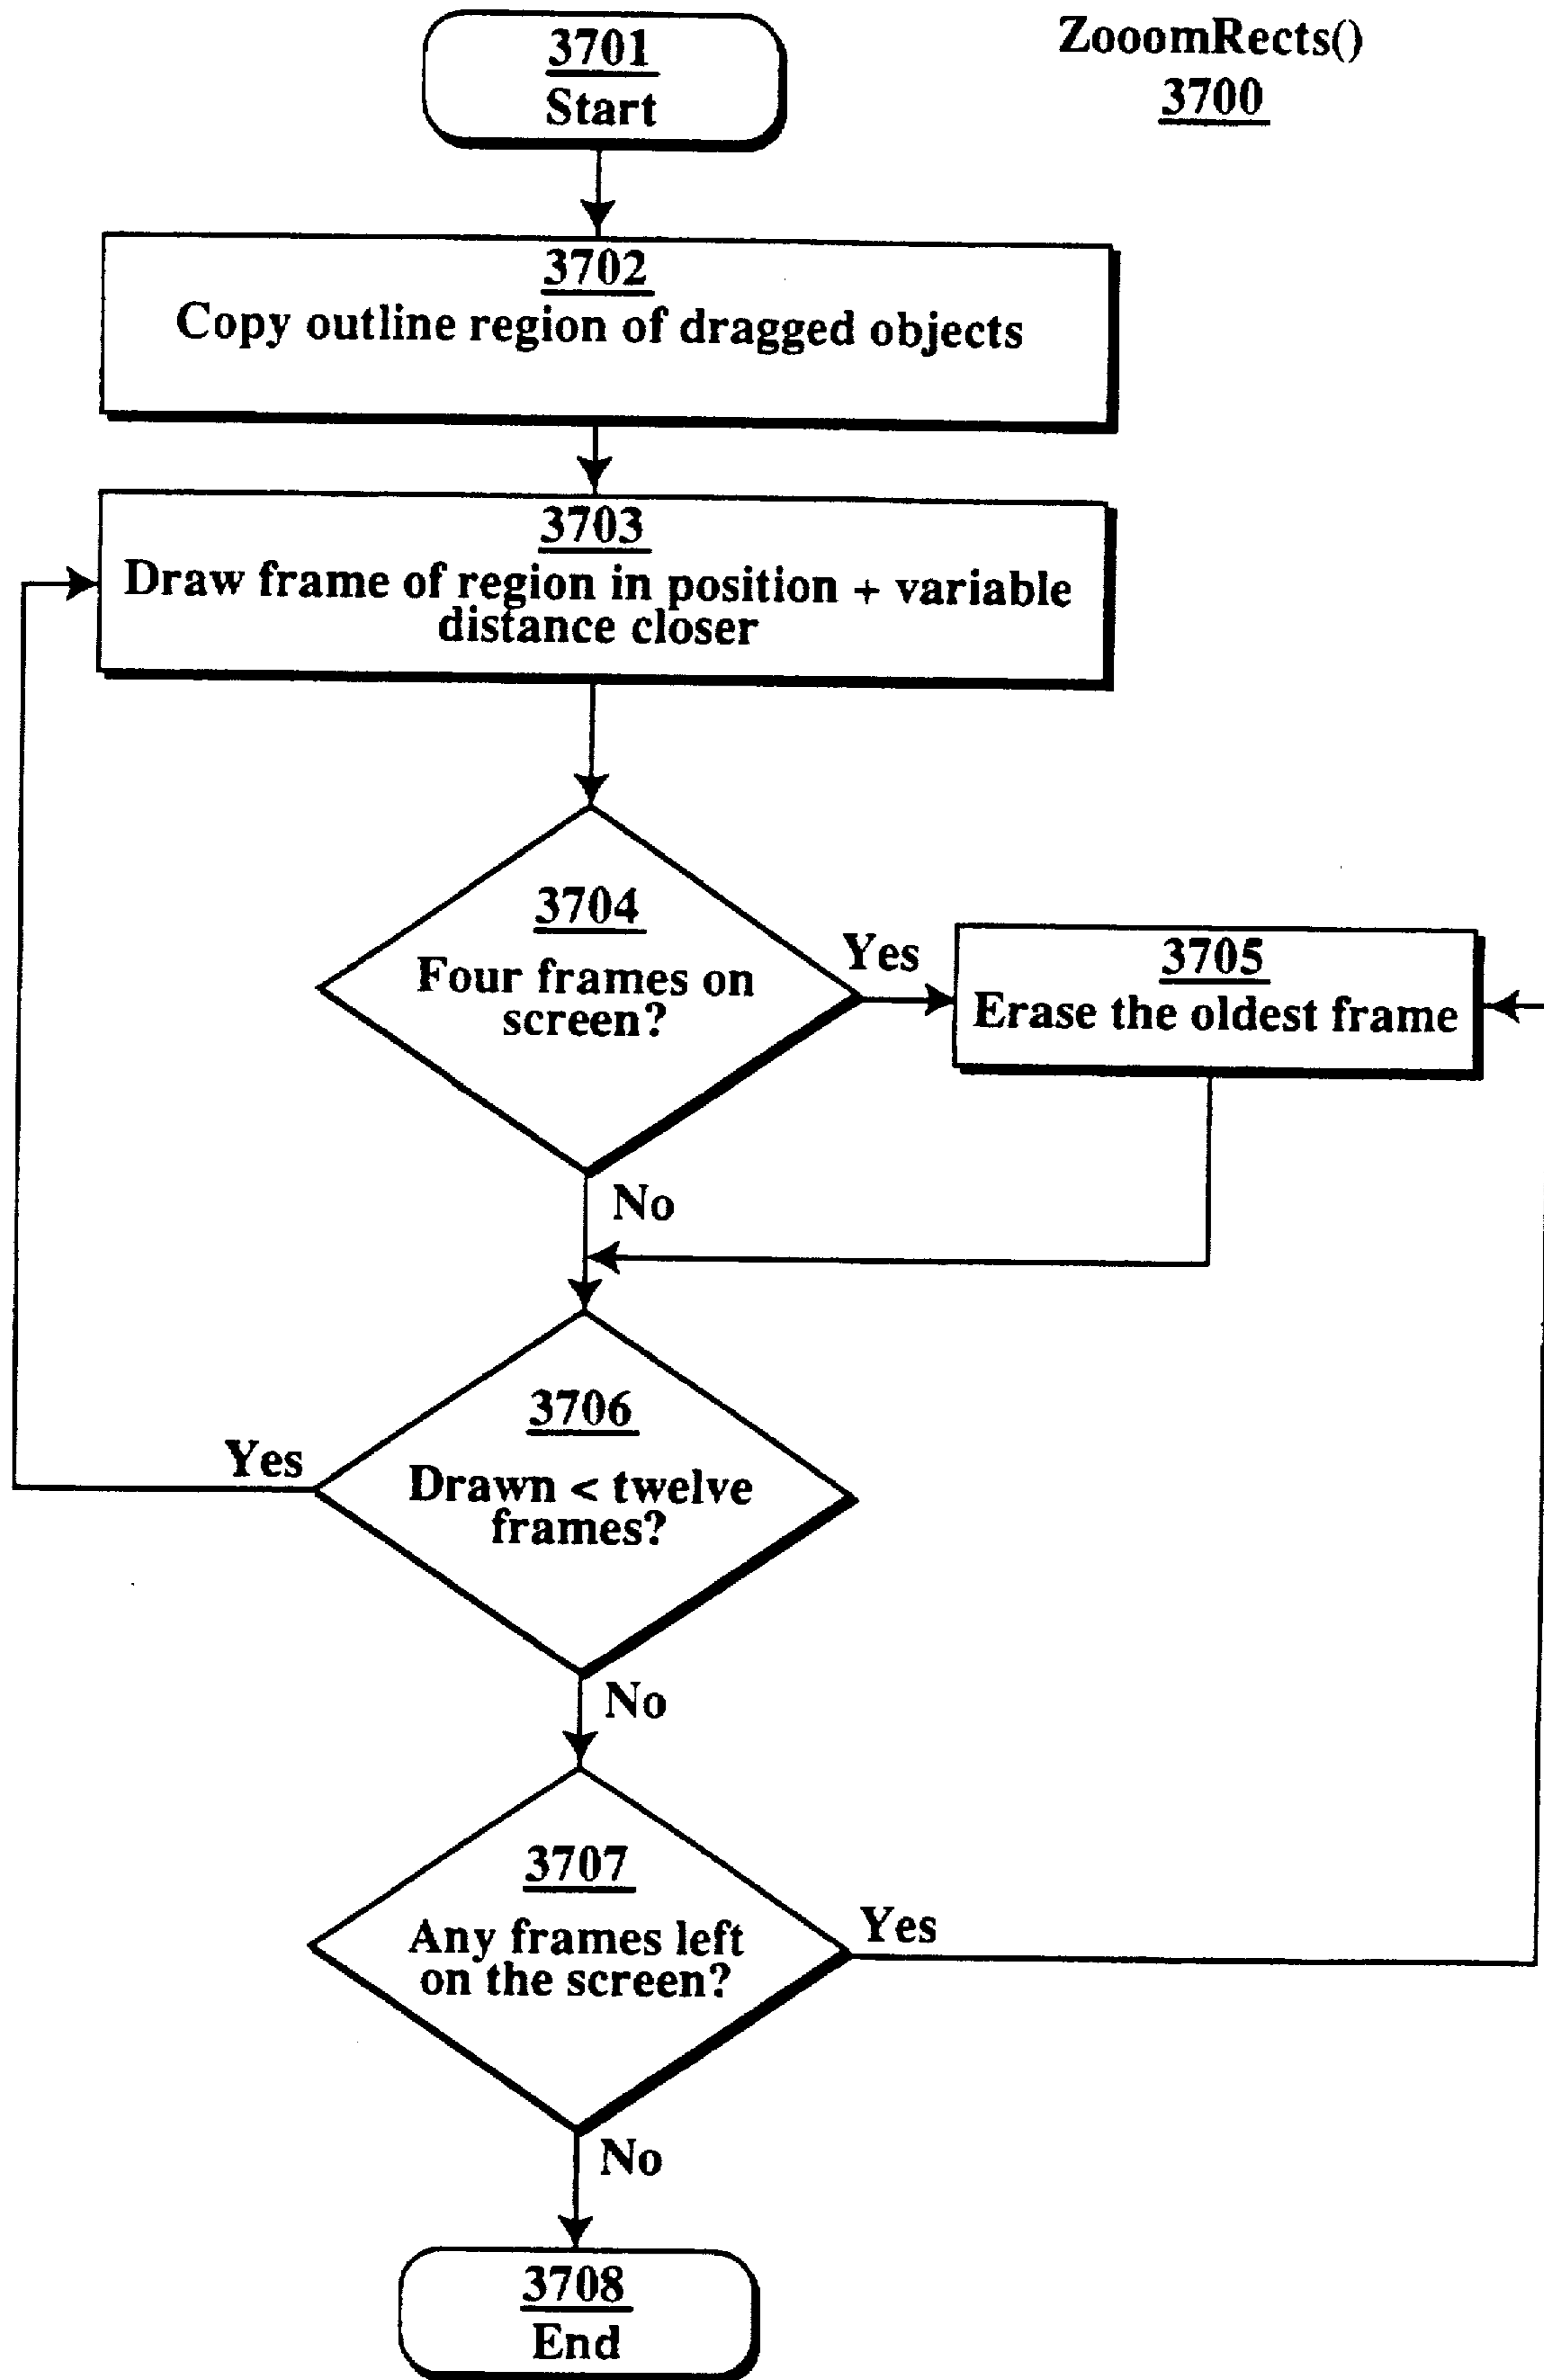 ZooomRects()
3700
3701
Start
3702
Copy outline region of dragged objects
3703
Draw frame of region in position + variable
distance closer
3704
Four frames on
screen?
Yes
3705
Erase the oldest frame
No
3706
Drawn < twelve
frames?
Yes
No
3707
Any frames left
on the screen?
Yes
No
3708
End